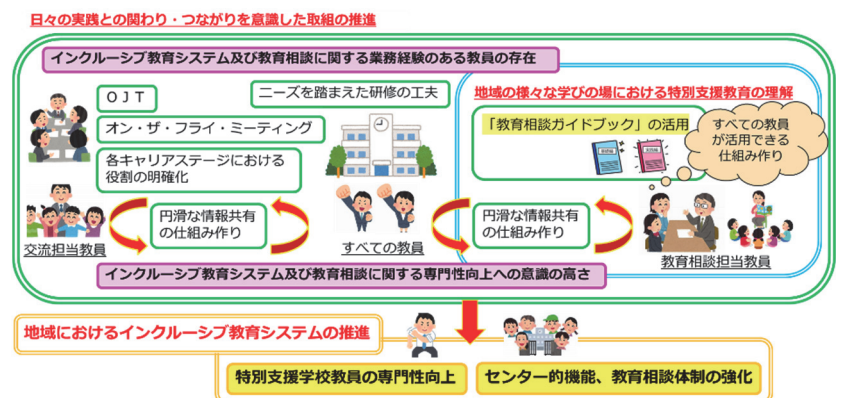 日々の実践との関わり・つながりを意識した取組の推進
インクルーシブ教育システム及び教育相談に関する業務経験のある教員の存在
ＯＪＴ
ニーズを踏まえた研修の工夫
オン・ザ・フライ・ミーティング
各キャリアステージにおける
役割の明確化
地域の様々な学びの場における特別支援教育の理解
「教育相談ガイドブック」の活用
すべての教員
が活用できる
仕組み作り
交流担当教員
円滑な情報共有
の仕組み作り
すべての教員
円滑な情報共有
の仕組み作り
教育相談担当教員
インクルーシブ教育システム及び教育相談に関する専門性向上への意識の高さ
地域におけるインクルーシブ教育システムの推進
特別支援学校教員の専門性向上
センター的機能、教育相談体制の強化